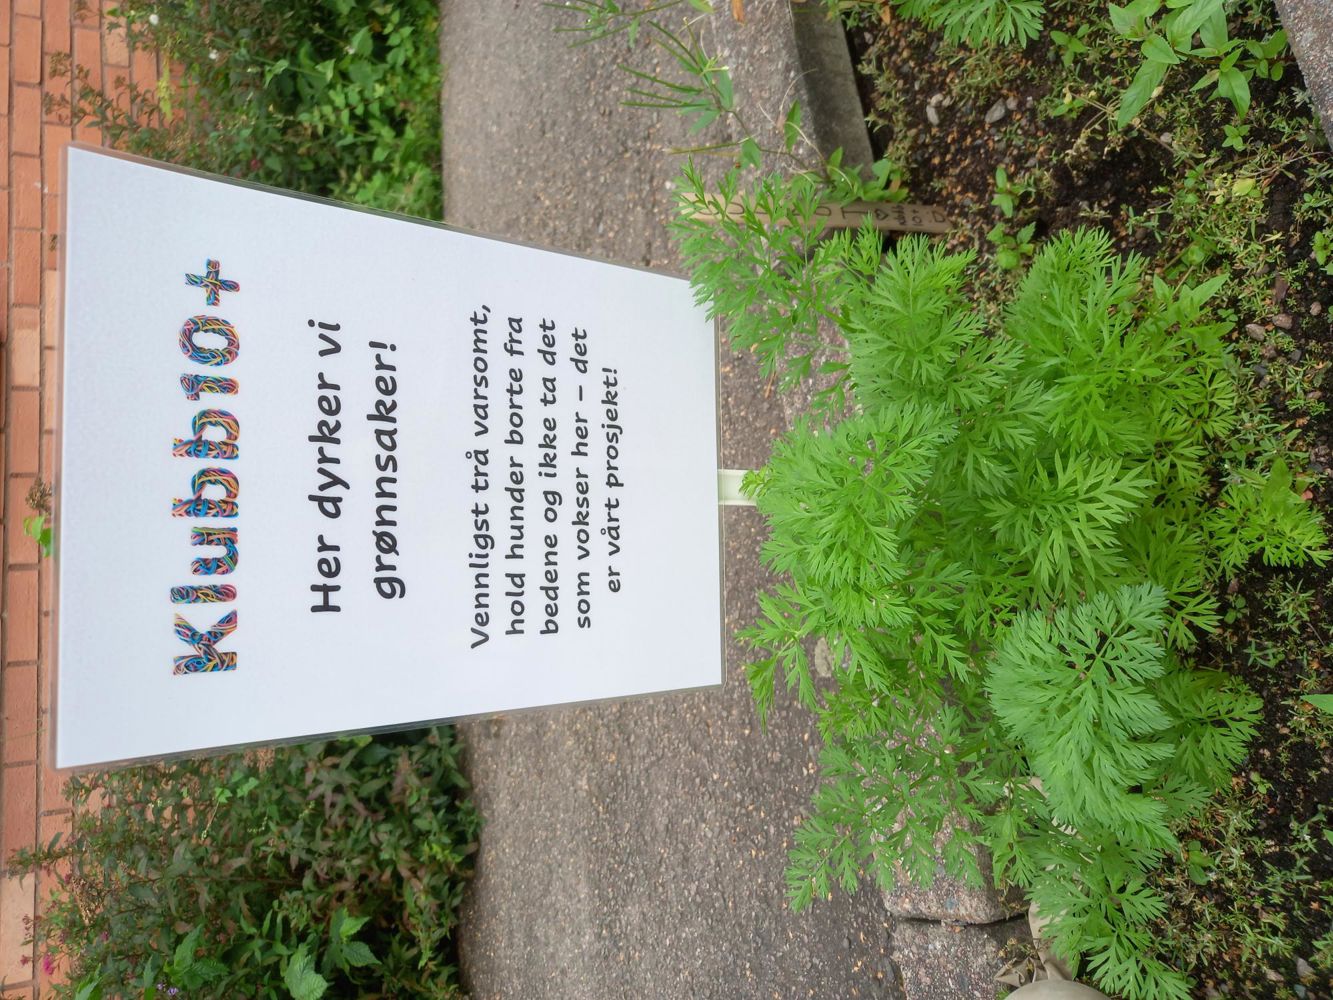 Klubb10+
Her dyrker vi
grønnsaker!
Vennligst trå varsomt,
hold hunder borte fra
bedene og ikke ta det
som vokser her – det
er vårt prosjekt!